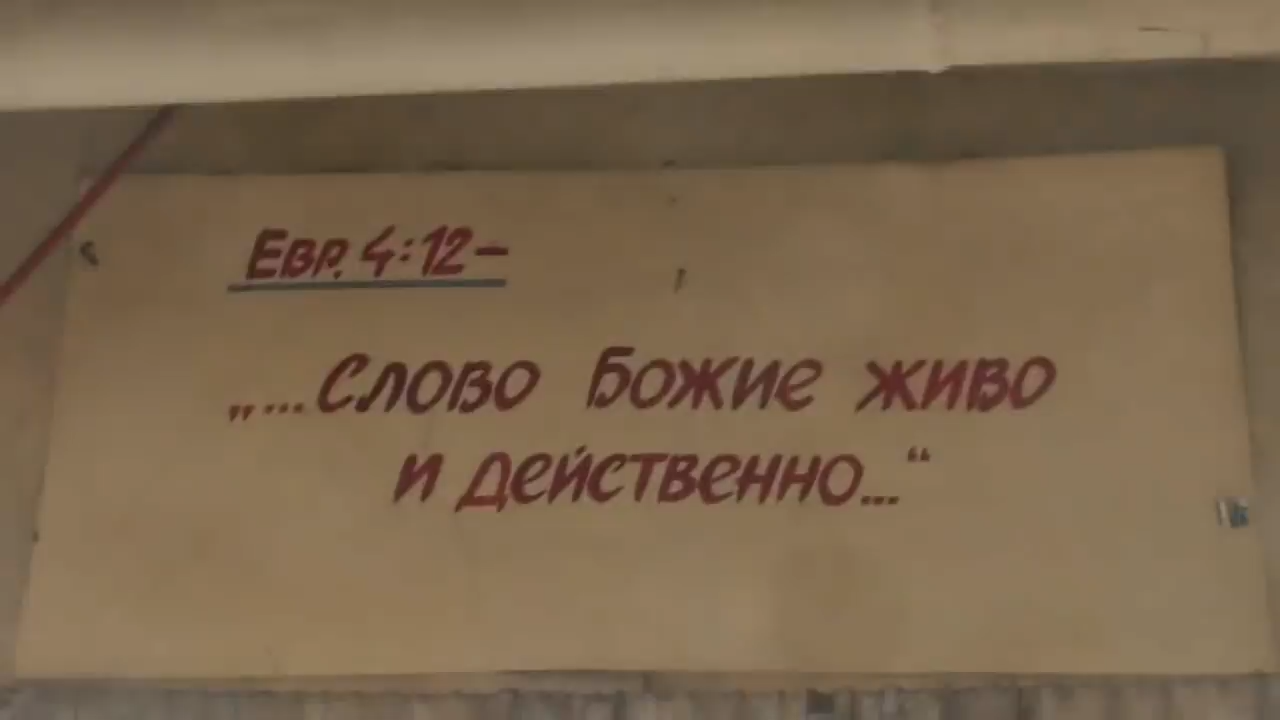 Евр. 4:12–
„...Слово Божие живо
и действенно...“